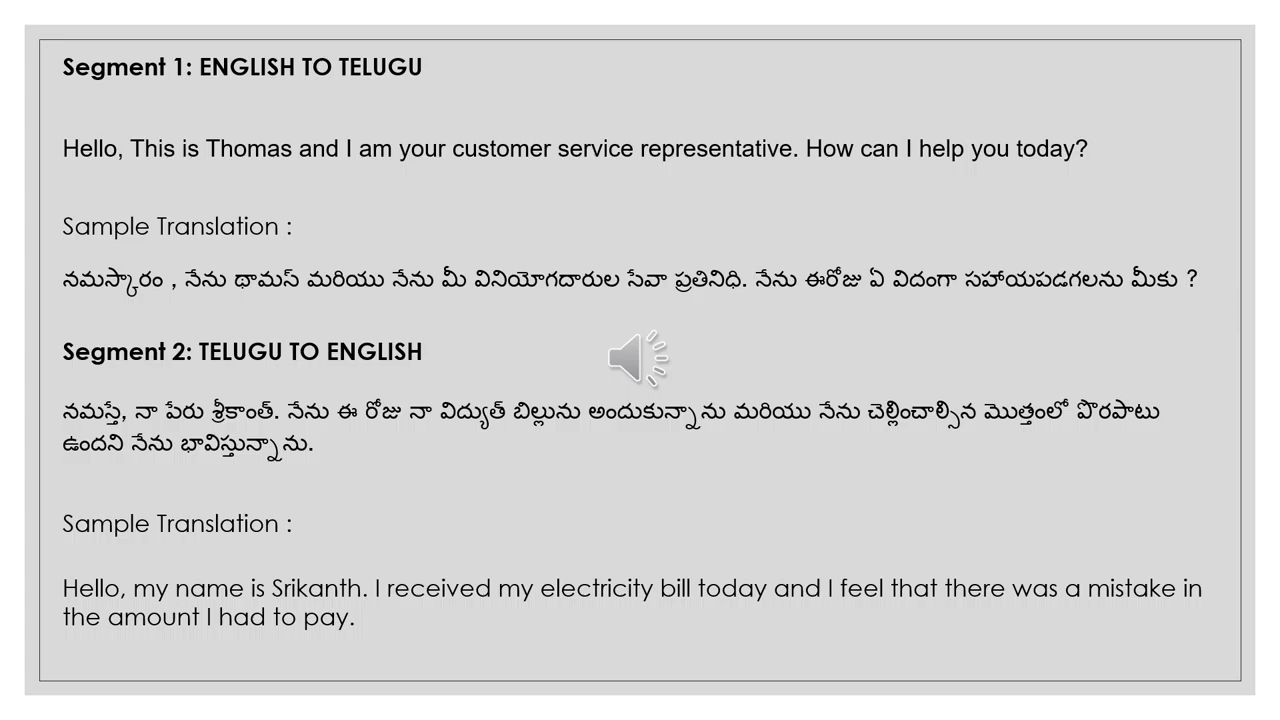 Segment 1: ENGLISH TO TELUGU
Hello, This is Thomas and I am your customer service representative. How can I help you today?
Sample Translation :
నమస్కారం , నేను థామస్ మరియు నేను మీ వినియోగదారుల సేవా ప్రతినిధి. నేను ఈరోజు ఏ విదంగా సహాయపడగలను మీకు ?
Segment 2: TELUGU TO ENGLISH
నమస్తే, నా పేరు శ్రీకాంత్. నేను ఈ రోజు నా విద్యుత్ బిల్లును అందుకున్నాను మరియు నేను చెల్లించాల్సిన మొత్తంలో పొరపాటు
ఉందని నేను భావిస్తున్నాను.
Sample Translation :
Hello, my name is Srikanth. I received my electricity bill today and I feel that there was a mistake in
the amount I had to pay.